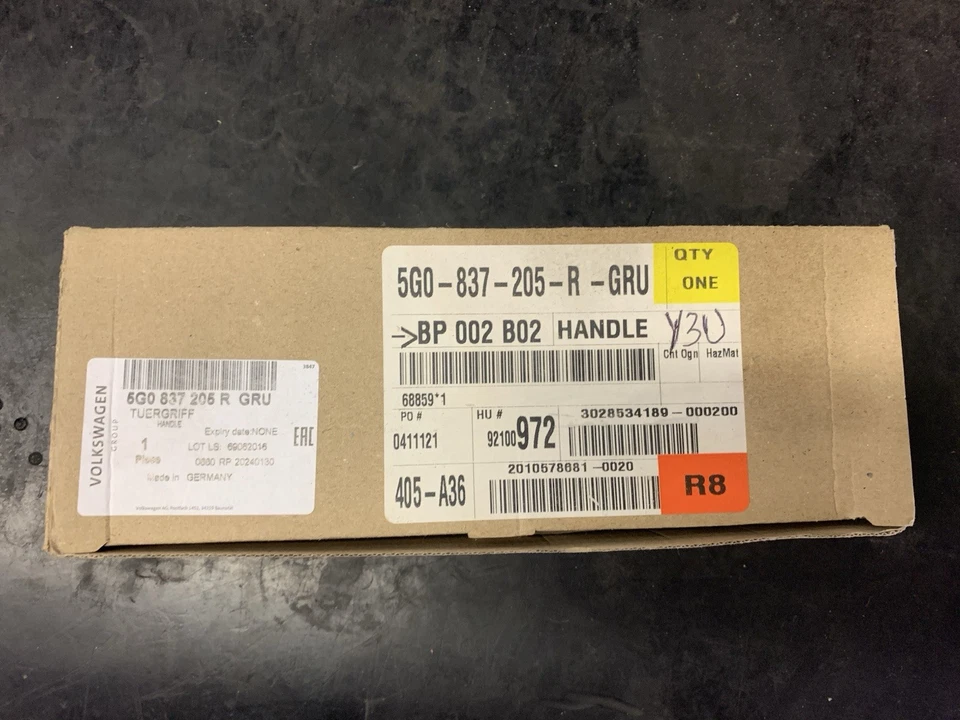 5G0-837-205-R -GRU
QTY
ONE
->BP 002 B02
HANDLE
Y3U
Cnt Ogn
HazMat
68859*1
PO #
0411121
HU #
92100972
3028534189-000200
2010578681-0020
405-A36
R8
VOLKSWAGEN
GROUP
5G0 837 205 R GRU
TUERGRIFF
HANDLE
Expiry date:NONE
1
Piece
LOT LS. 69062016
0860 RP 20240130
Made in GERMANY
EAC